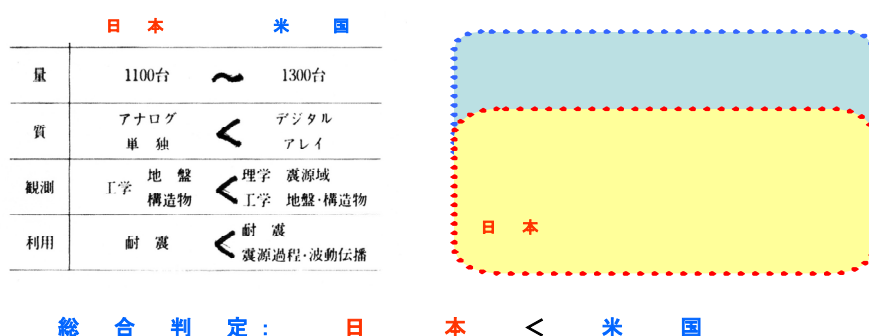 日 本 米 国
量 1100台 〜 1300台
質 アナログ 単 独 < デジタル アレイ
観測 工学 地 盤 構造物 < 理学 震源域 工学 地盤・構造物
利用 耐 震 < 耐 震 震源過程・波動伝播
日 本
総 合 判 定: 日 本 < 米 国